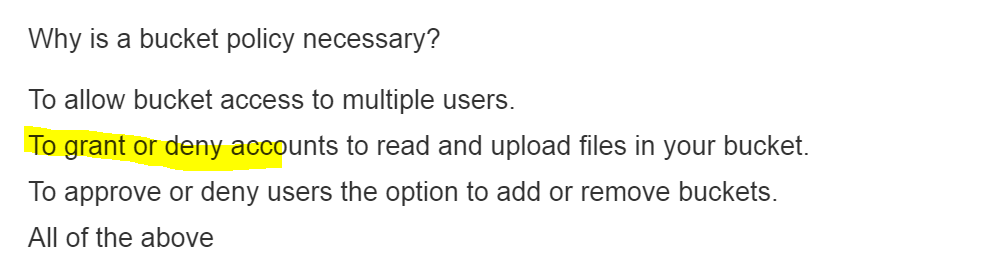 Why is a bucket policy necessary?
To allow bucket access to multiple users.
To grant or deny accounts to read and upload files in your bucket.
To approve or deny users the option to add or remove buckets.
All of the above